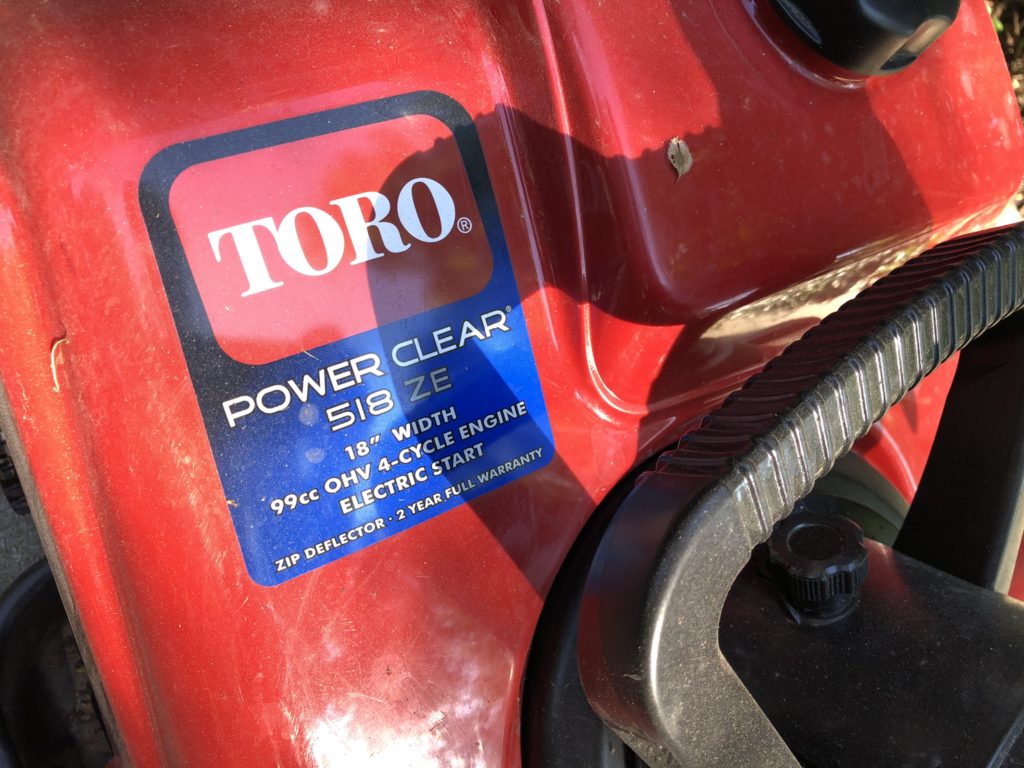 TORO®
POWER CLEAR®
518 ZE
18" WIDTH
99cc OHV 4-CYCLE ENGINE
ELECTRIC START
ZIP DEFLECTOR · 2 YEAR FULL WARRANTY